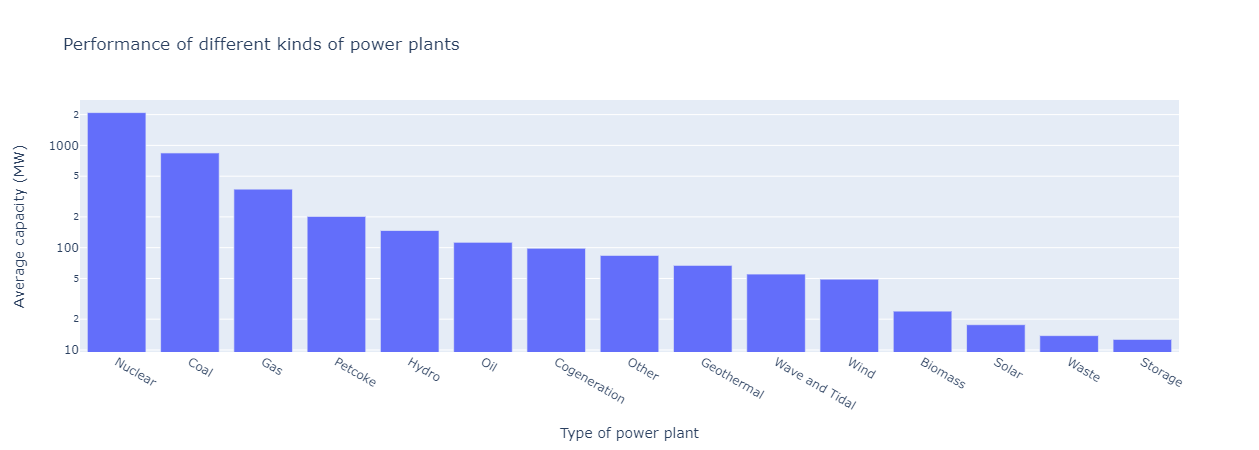 Performance of different kinds of power plants
Average capacity (MW)
2
1000
5
2
100
5
2
10
Nuclear
Coal
Gas
Petcoke
Hydro
Oil
Cogeneration
Other
Geothermal
Wave and Tidal
Wind
Biomass
Solar
Waste
Storage
Type of power plant